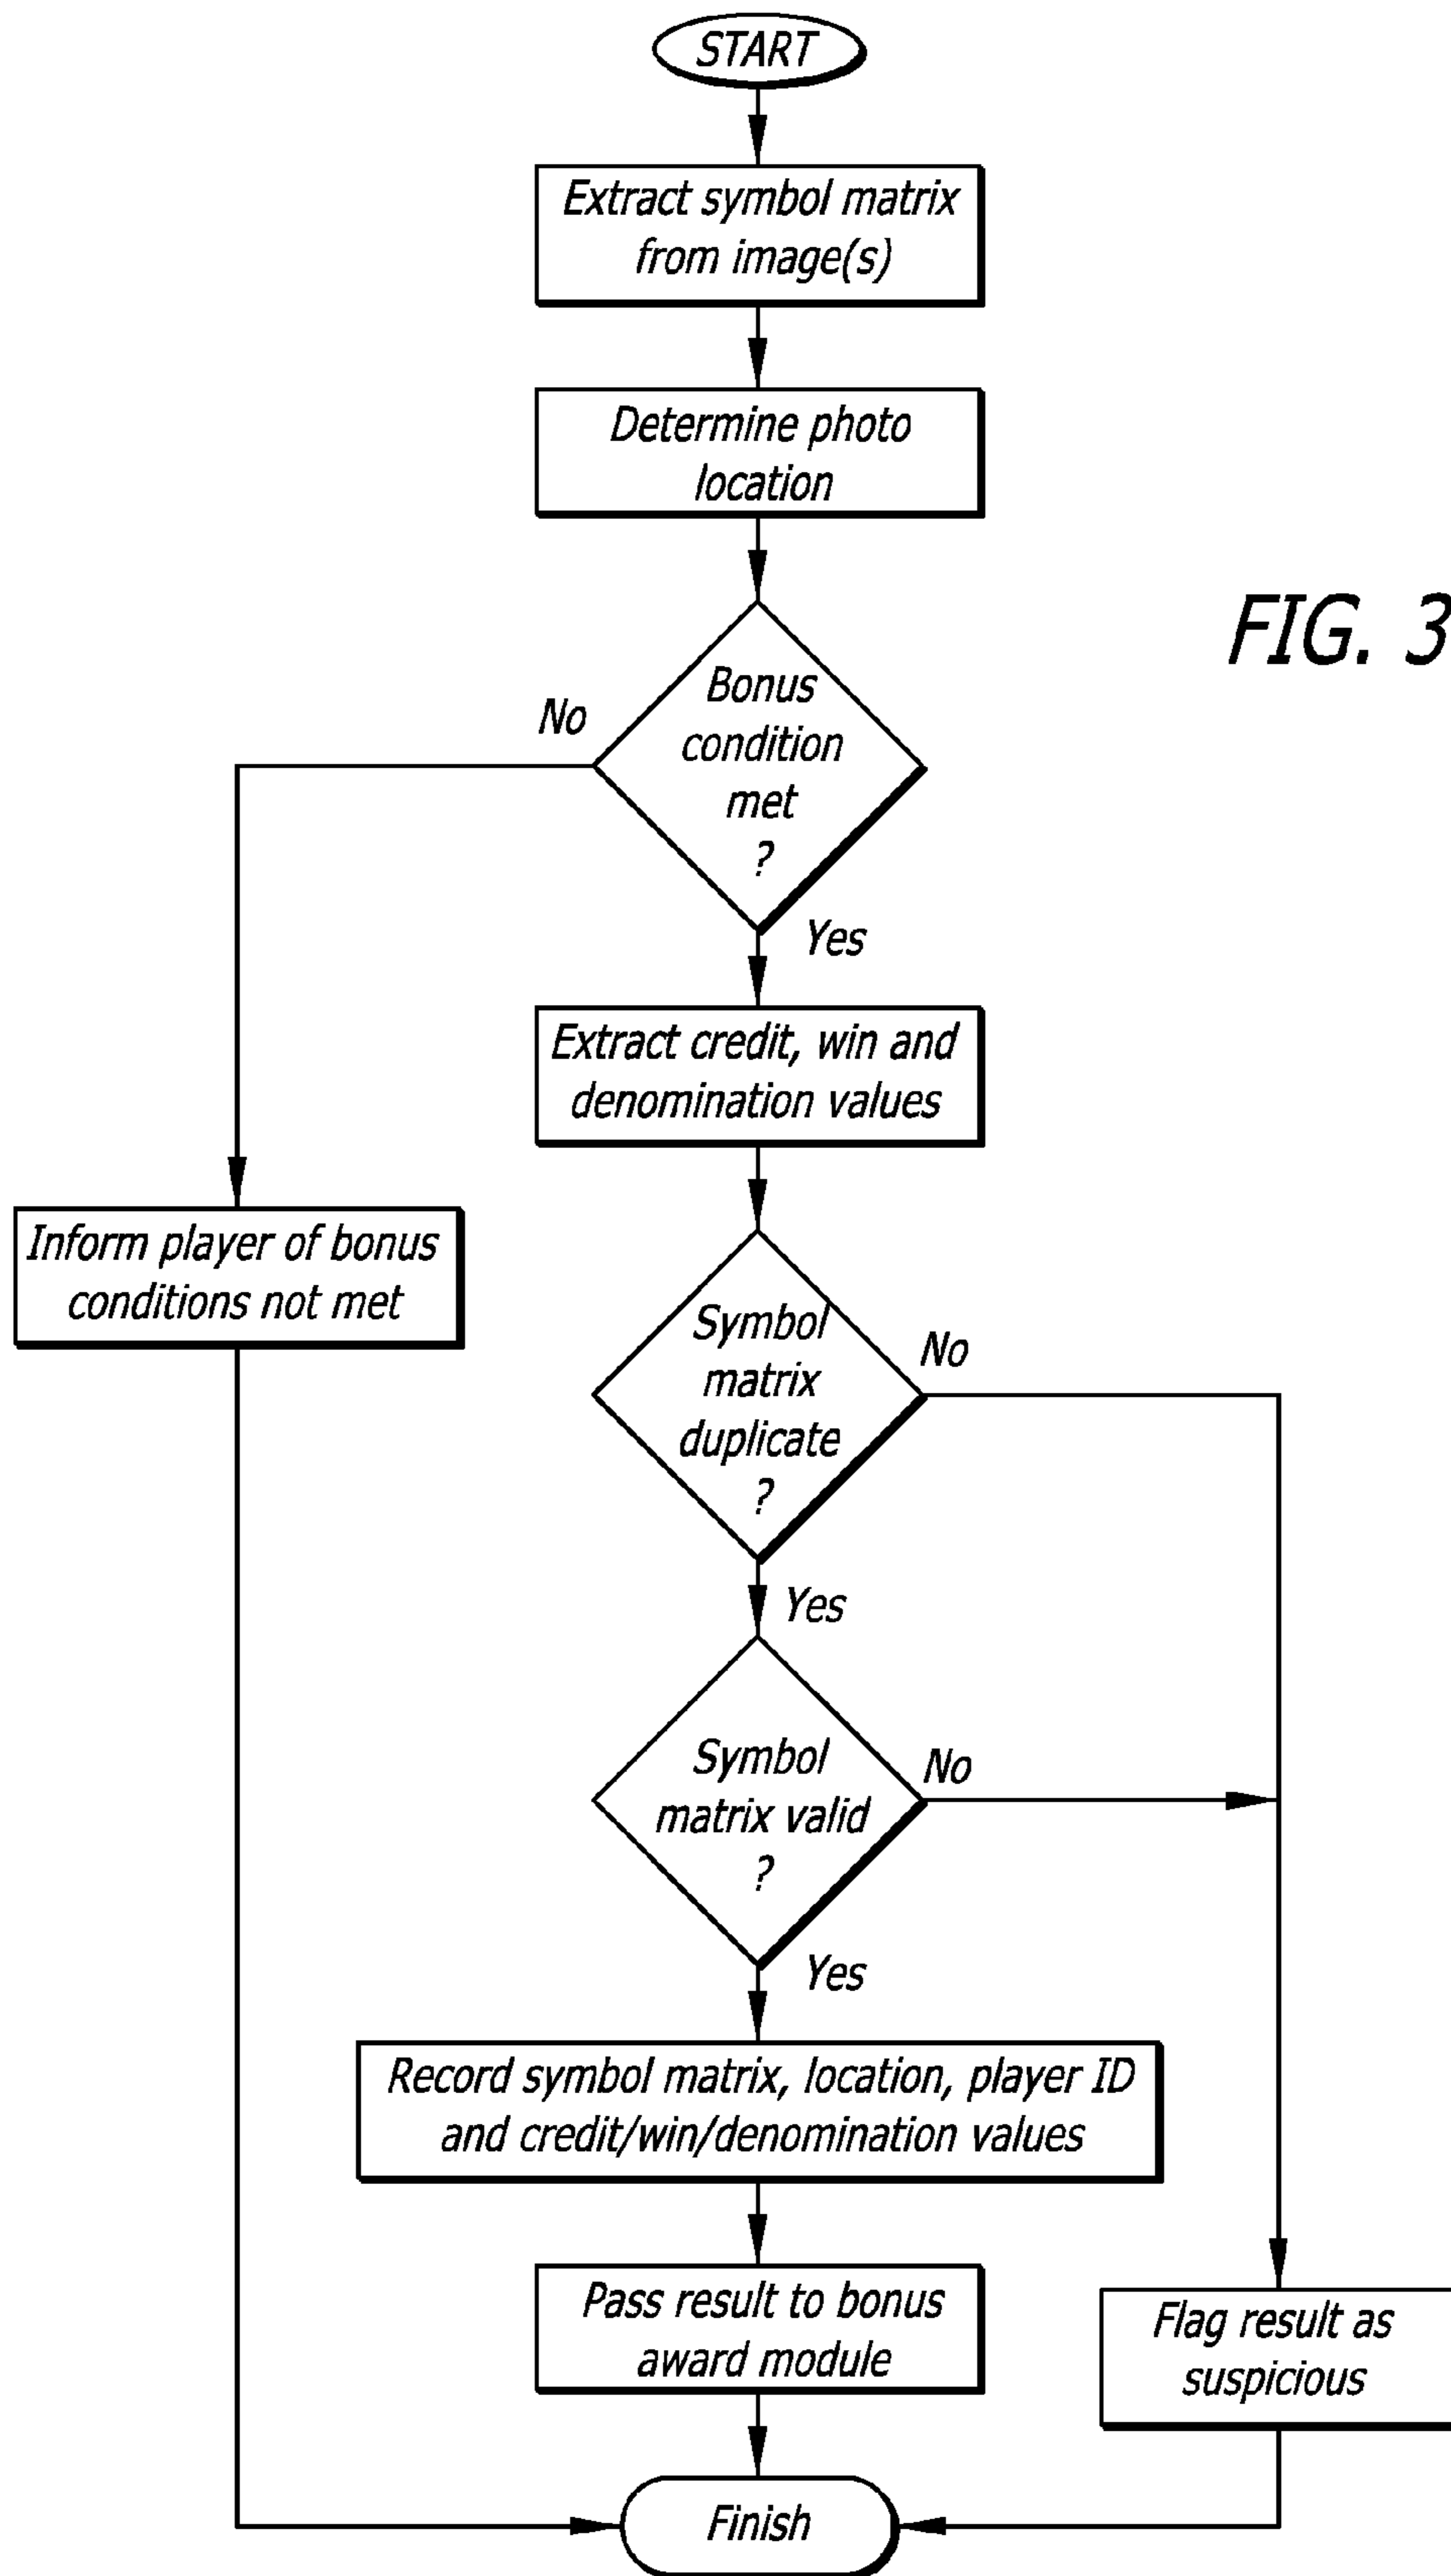 START
Extract symbol matrix
from image(s)
Determine photo
location
FIG. 3
Bonus
condition
met
?
No
Yes
Extract credit, win and
denomination values
Inform player of bonus
conditions not met
Symbol
matrix
duplicate
?
No
Yes
Symbol
matrix valid
?
No
Yes
Record symbol matrix, location, player ID
and credit/win/denomination values
Pass result to bonus
award module
Flag result as
suspicious
Finish